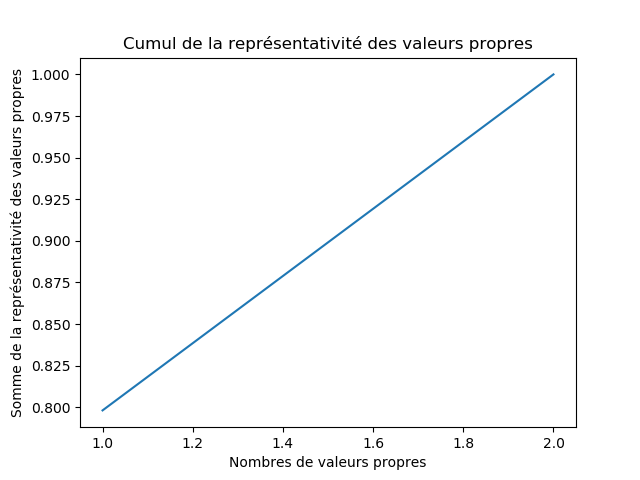 Cumul de la représentativité des valeurs propres
Somme de la représentativité des valeurs propres
1.000
0.975
0.950
0.925
0.900
0.875
0.850
0.825
0.800
1.0 1.2 1.4 1.6 1.8 2.0
Nombres de valeurs propres